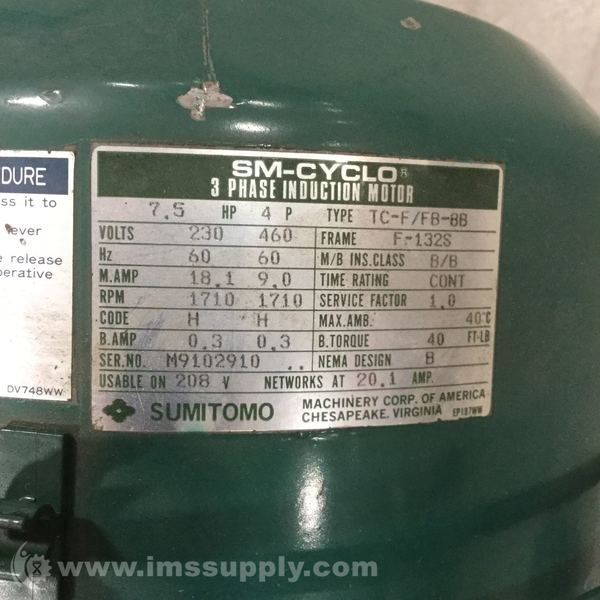 DURE
ss it to
ever
e release
perative
DV748WW
SM-CYCLO®
3 PHASE INDUCTION MOTOR
7.5 HP 4 P TYPE TC-F/FB-8B
VOLTS 230 460 FRAME F-132S
Hz 60 60 M/B INS.CLASS B/B
M.AMP 18.1 9.0 TIME RATING CONT
RPM 1710 1710 SERVICE FACTOR 1.0
CODE H H MAX.AMB. 40°C
B.AMP 0.3 0.3 B.TORQUE 40 FT-LB
SER.NO. M9102910 .. NEMA DESIGN B
USABLE ON 208 V NETWORKS AT 20.1 AMP.
SUMITOMO MACHINERY CORP. OF AMERICA
CHESAPEAKE, VIRGINIA EP187WW
www.imssupply.com